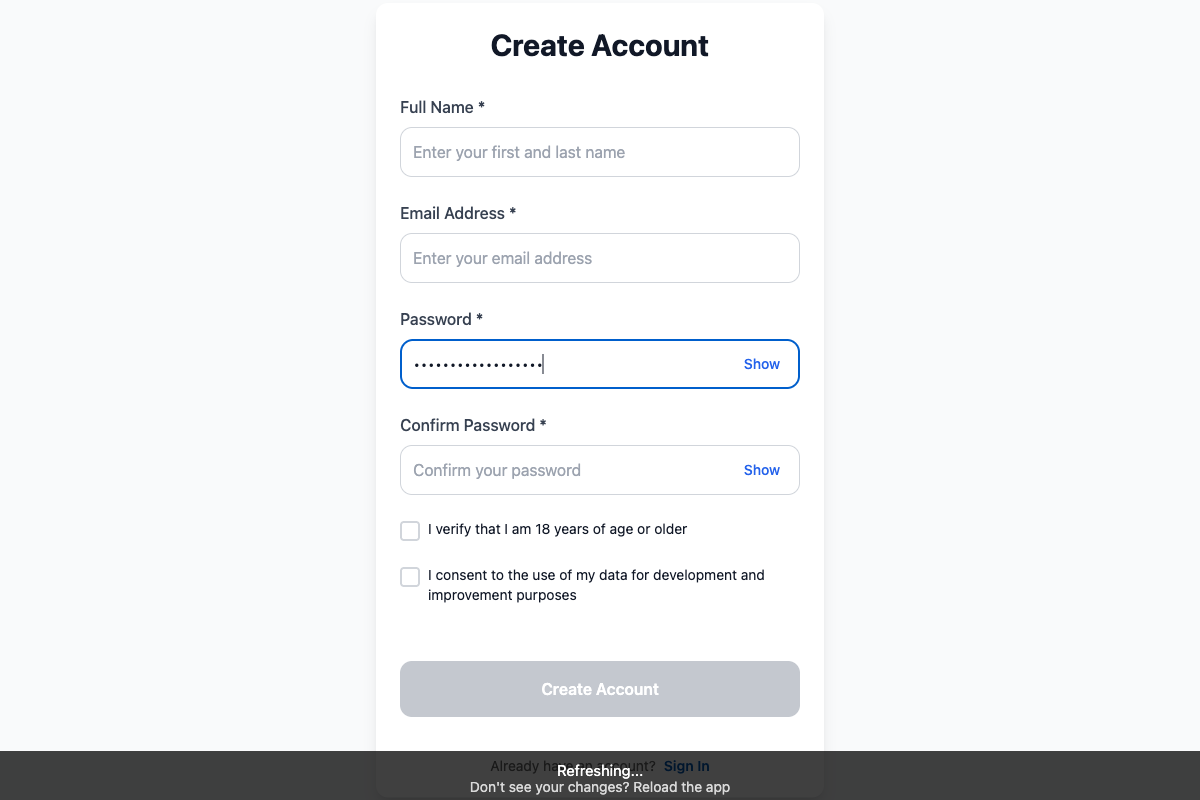 Create Account
Full Name *
Enter your first and last name
Email Address *
Enter your email address
Password *
•••••••••••••••••• Show
Confirm Password *
Confirm your password Show
I verify that I am 18 years of age or older
I consent to the use of my data for development and
improvement purposes
Create Account
Already have an account? Sign In
Refreshing...
Don't see your changes? Reload the app